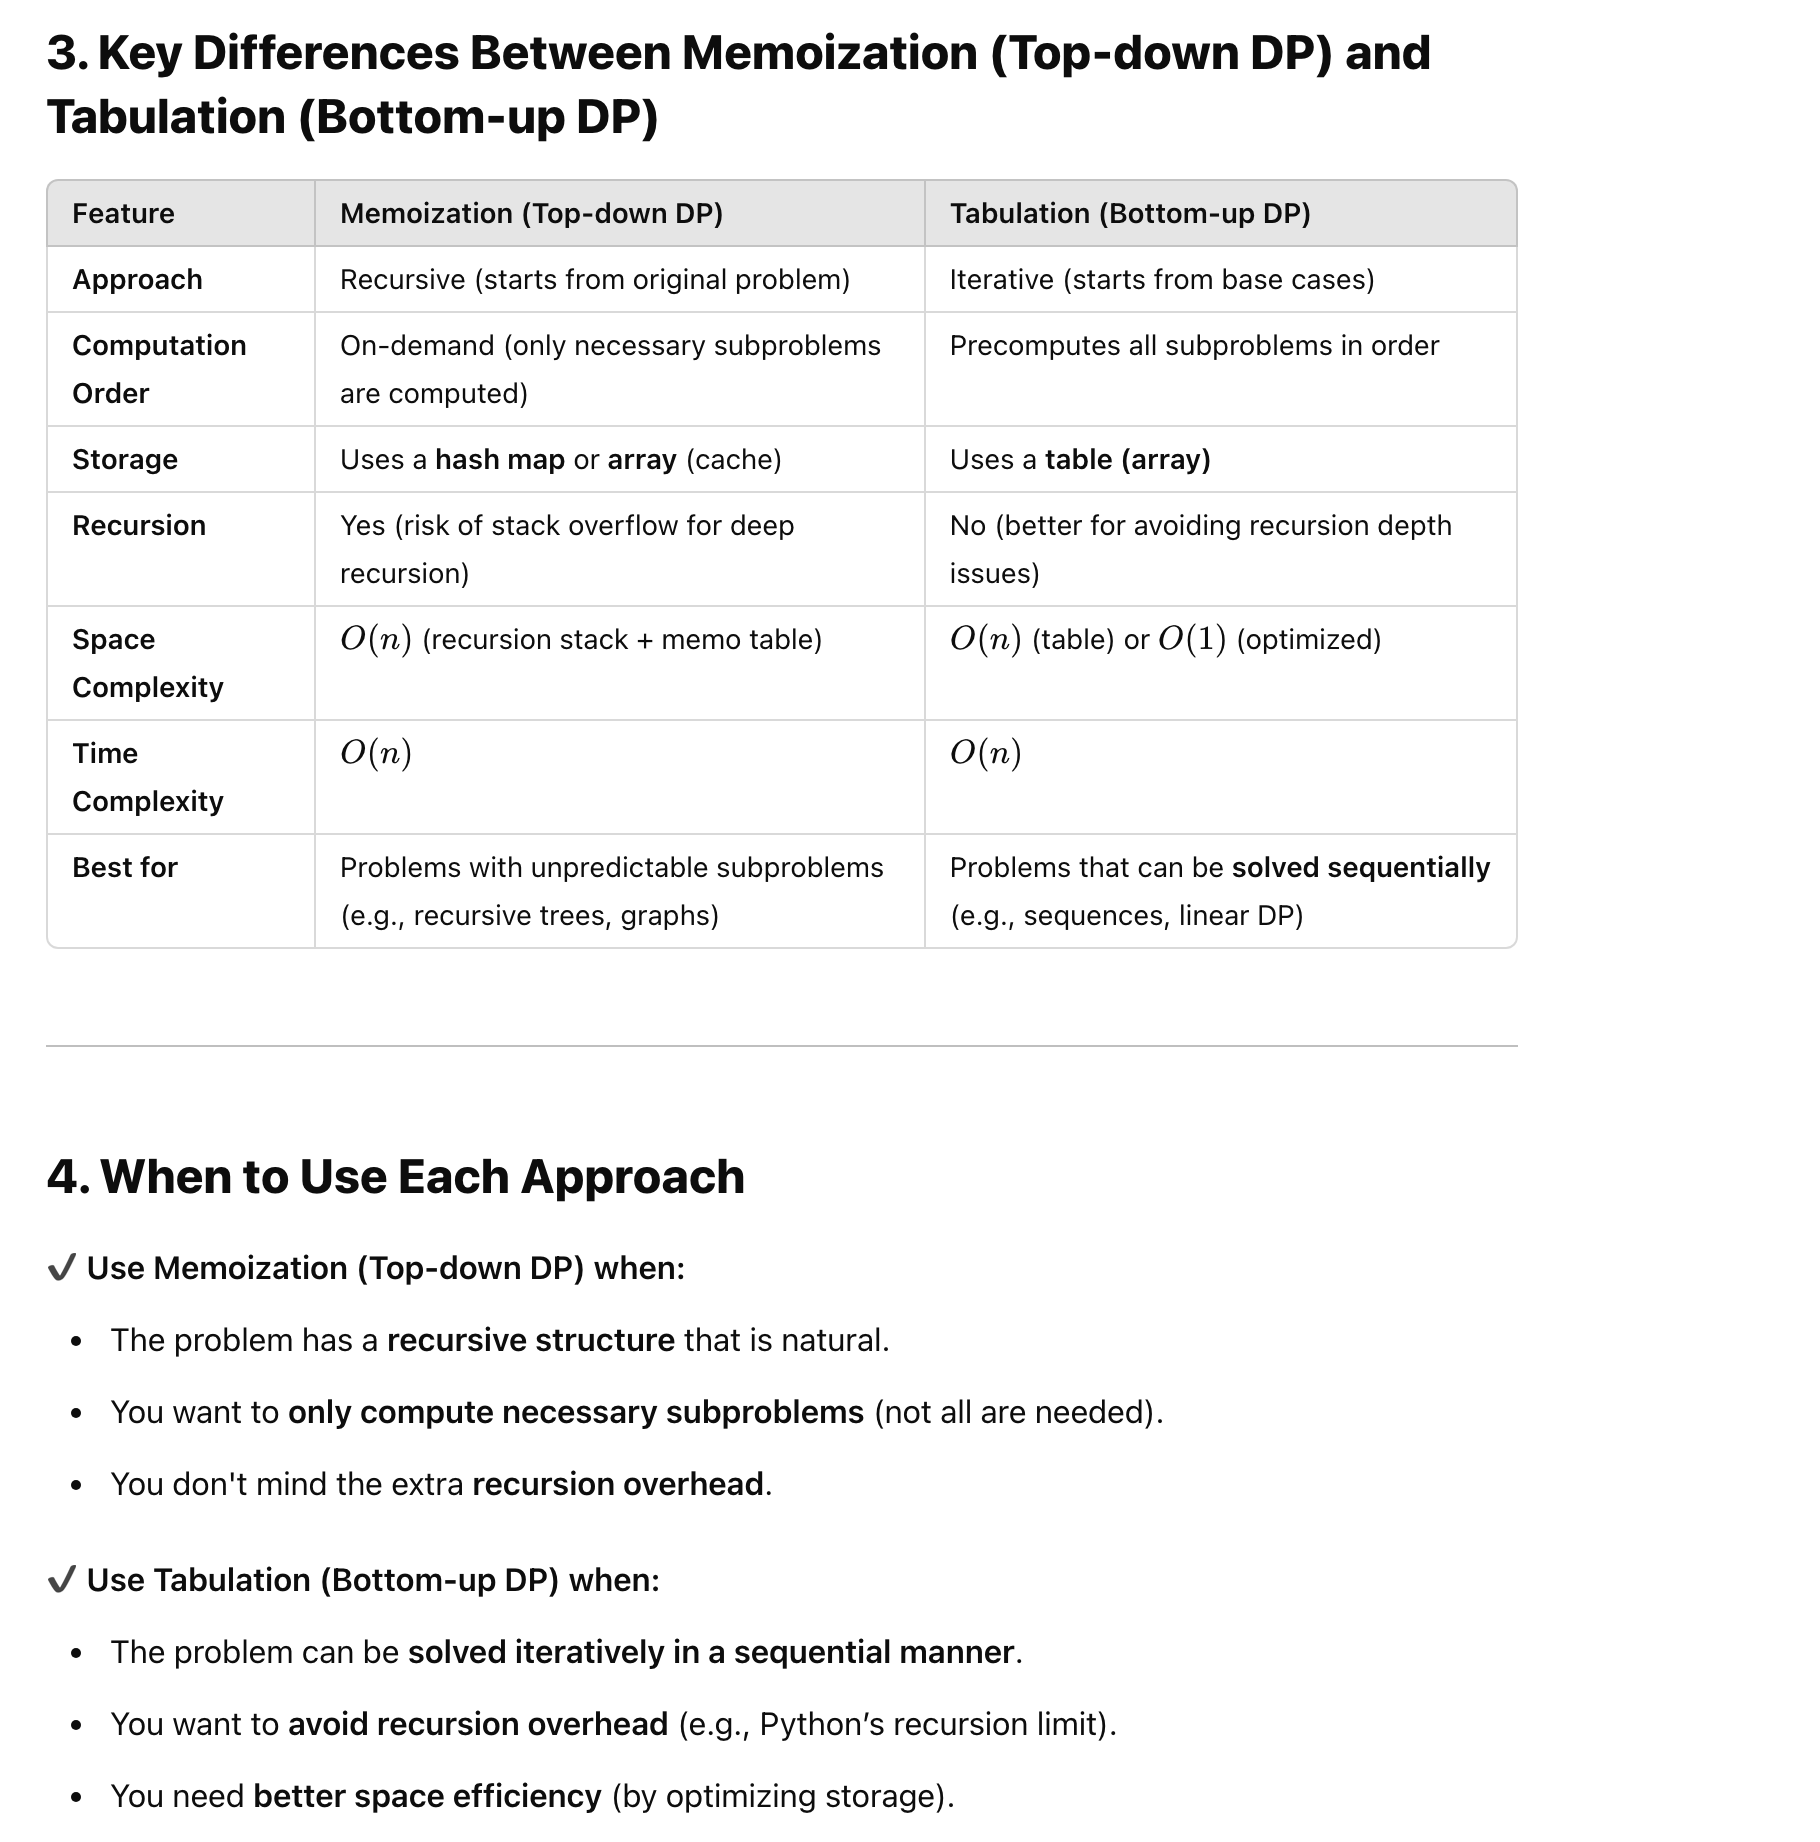 3. Key Differences Between Memoization (Top-down DP) and
Tabulation (Bottom-up DP)
Feature
Memoization (Top-down DP)
Tabulation (Bottom-up DP)
Approach
Recursive (starts from original problem)
Iterative (starts from base cases)
Computation
Order
On-demand (only necessary subproblems
are computed)
Precomputes all subproblems in order
Storage
Uses a hash map or array (cache)
Uses a table (array)
Recursion
Yes (risk of stack overflow for deep
recursion)
No (better for avoiding recursion depth
issues)
Space
Complexity
O(n) (recursion stack + memo table)
O(n) (table) or O(1) (optimized)
Time
Complexity
O(n)
O(n)
Best for
Problems with unpredictable subproblems
(e.g., recursive trees, graphs)
Problems that can be solved sequentially
(e.g., sequences, linear DP)
4. When to Use Each Approach
✔ Use Memoization (Top-down DP) when:
• The problem has a recursive structure that is natural.
• You want to only compute necessary subproblems (not all are needed).
• You don't mind the extra recursion overhead.
✔ Use Tabulation (Bottom-up DP) when:
• The problem can be solved iteratively in a sequential manner.
• You want to avoid recursion overhead (e.g., Python’s recursion limit).
• You need better space efficiency (by optimizing storage).